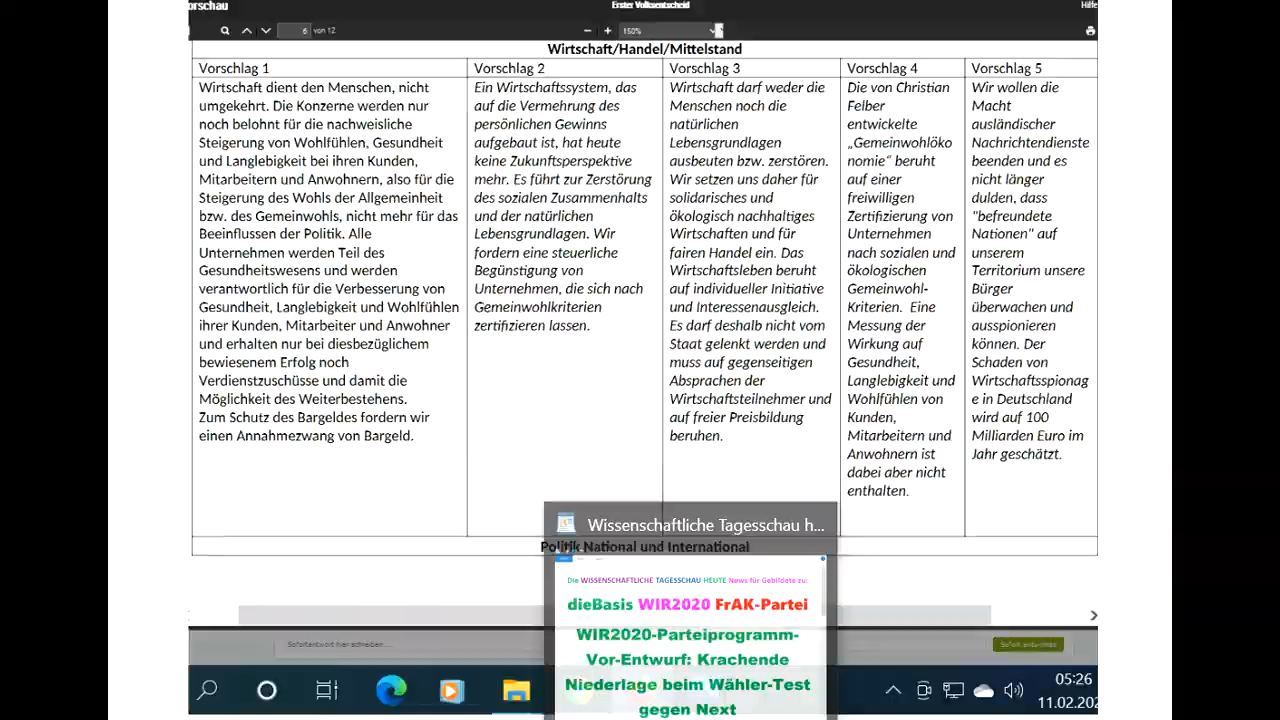 orschau
Erster Volksentscheid
Hilfe
6 von 12
150%
Wirtschaft/Handel/Mittelstand
Vorschlag 1
Wirtschaft dient den Menschen, nicht
umgekehrt. Die Konzerne werden nur
noch belohnt für die nachweisliche
Steigerung von Wohlfühlen, Gesundheit
und Langlebigkeit bei ihren Kunden,
Mitarbeitern und Anwohnern, also für die
Steigerung des Wohls der Allgemeinheit
bzw. des Gemeinwohls, nicht mehr für das
Beeinflussen der Politik. Alle
Unternehmen werden Teil des
Gesundheitswesens und werden
verantwortlich für die Verbesserung von
Gesundheit, Langlebigkeit und Wohlfühlen
ihrer Kunden, Mitarbeiter und Anwohner
und erhalten nur bei diesbezüglichem
bewiesenem Erfolg noch
Verdienstzuschüsse und damit die
Möglichkeit des Weiterbestehens.
Zum Schutz des Bargeldes fordern wir
einen Annahmezwang von Bargeld.
Vorschlag 2
Ein Wirtschaftssystem, das
auf die Vermehrung des
persönlichen Gewinns
aufgebaut ist, hat heute
keine Zukunftsperspektive
mehr. Es führt zur Zerstörung
des sozialen Zusammenhalts
und der natürlichen
Lebensgrundlagen. Wir
fordern eine steuerliche
Begünstigung von
Unternehmen, die sich nach
Gemeinwohlkriterien
zertifizieren lassen.
Vorschlag 3
Wirtschaft darf weder die
Menschen noch die
natürlichen
Lebensgrundlagen
ausbeuten bzw. zerstören.
Wir setzen uns daher für
solidarisches und
ökologisch nachhaltiges
Wirtschaften und für
fairen Handel ein. Das
Wirtschaftsleben beruht
auf individueller Initiative
und Interessenausgleich.
Es darf deshalb nicht vom
Staat gelenkt werden und
muss auf gegenseitigen
Absprachen der
Wirtschaftsteilnehmer und
auf freier Preisbildung
beruhen.
Vorschlag 4
Die von Christian
Felber
entwickelte
„Gemeinwohlöko
nomie“ beruht
auf einer
freiwilligen
Zertifizierung von
Unternehmen
nach sozialen und
ökologischen
Gemeinwohl-
Kriterien. Eine
Messung der
Wirkung auf
Gesundheit,
Langlebigkeit und
Wohlfühlen von
Kunden,
Mitarbeitern und
Anwohnern ist
dabei aber nicht
enthalten.
Vorschlag 5
Wir wollen die
Macht
ausländischer
Nachrichtendienste
beenden und es
nicht länger
dulden, dass
"befreundete
Nationen" auf
unserem
Territorium unsere
Bürger
überwachen und
ausspionieren
können. Der
Schaden von
Wirtschaftsspionag
e in Deutschland
wird auf 100
Milliarden Euro im
Jahr geschätzt.
Politik National und International
Wissenschaftliche Tagesschau h...
Die WISSENSCHAFTLICHE TAGESSCHAU HEUTE News für Gebildete zu:
dieBasis WIR2020 FrAK-Partei
WIR2020-Parteiprogramm-
Vor-Entwurf: Krachende
Niederlage beim Wähler-Test
gegen Next
Sofortantwort hier schreiben...
05:26
11.02.202